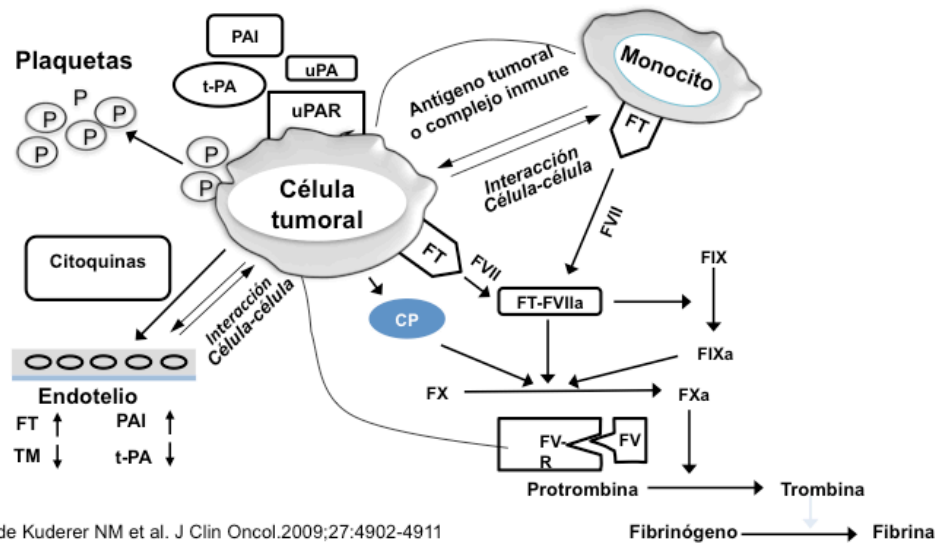 PAI
Plaquetas
t-PA
uPA
uPAR
P
P
P
P
P
P
P
Célula
tumoral
Antígeno tumoral
o complejo inmune
Interacción
Célula-célula
Monocito
FT
FVII
Citoquinas
Interacción
Célula-célula
FT
FVII
CP
FT-FVIIa
FIX
FIXa
FX
FXa
Endotelio
FT
PAI
TM
t-PA
FV-
R
FV
Protrombina
Trombina
Fibrinógeno
Fibrina
de Kuderer NM et al. J Clin Oncol.2009;27:4902-4911